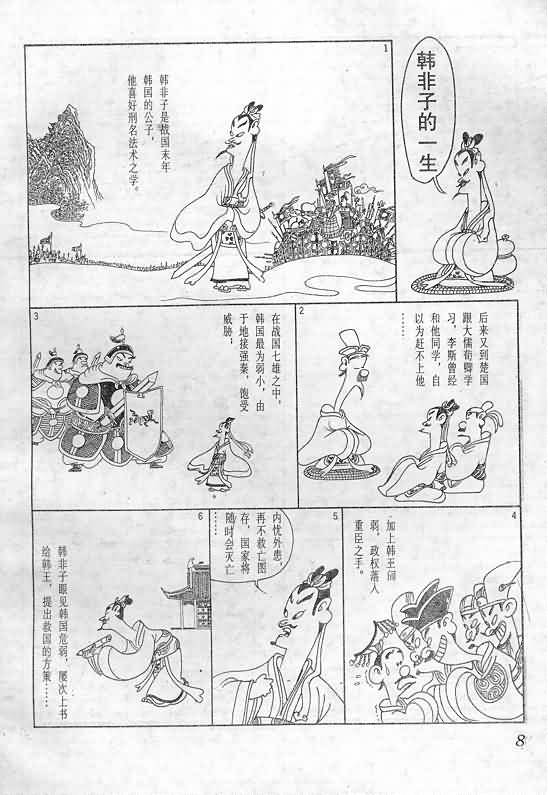 韩非子的一生
1
韩非子是战国末年
韩国的公子，
他喜好刑名法术之学。
2
后来又到楚国
跟大儒荀卿学
习，李斯曾经
和他同学，自
以为赶不上他
……
3
在战国七雄之中，
韩国最为弱小，由
于地接强秦，饱受
威胁；
4
加上韩王
弱，政权落入
重臣之手。
5
内忧外患，
再不救亡图
存，国家将
随时会灭亡
……
6
韩非子眼见韩国危弱，屡次上书
给韩王，提出救国的方策……
8